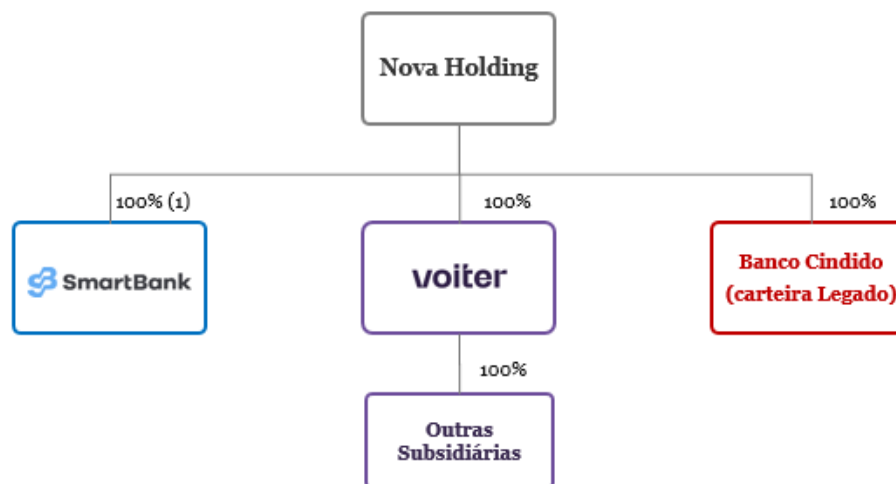 Nova Holding
100% (1)
100%
100%
SmartBank
voiter
Banco Cindido
(carteira Legado)
100%
Outras
Subsidiárias